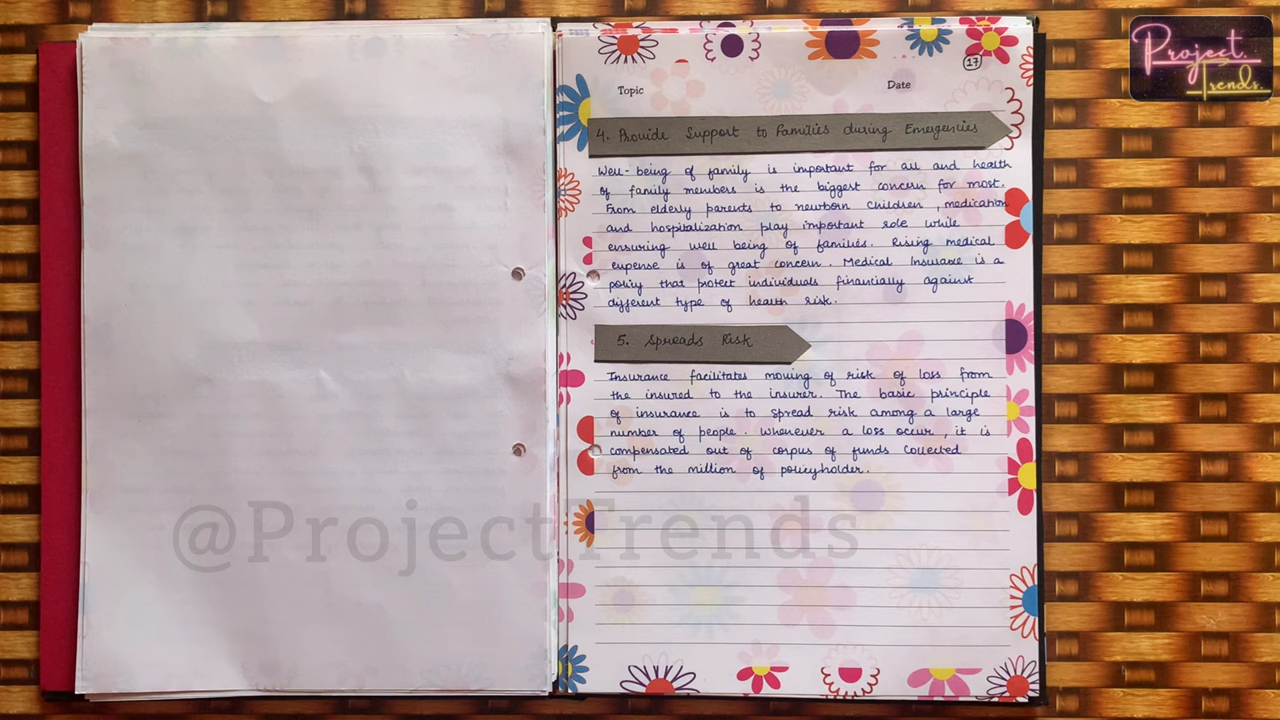 Project
Trends.
17
Topic
Date
4. Provide Support to Families during Emergencies
Well-being of family is important for all and health
of family members is the biggest concern for most.
From elderly parents to newborn children, medication
and hospitalization play important role while
ensuring well being of families. Rising medical
expense is of great concern. Medical Insurance is a
policy that protect individuals financially against
different type of health risk.
5. Spreads Risk
Insurance facilitates moving of risk of loss from
the insured to the insurer. The basic principle
of insurance is to spread risk among a large
number of people. Whenever a loss occur, it is
compensated out of corpus of funds collected
from the million of policyholder.
@ProjectTrends